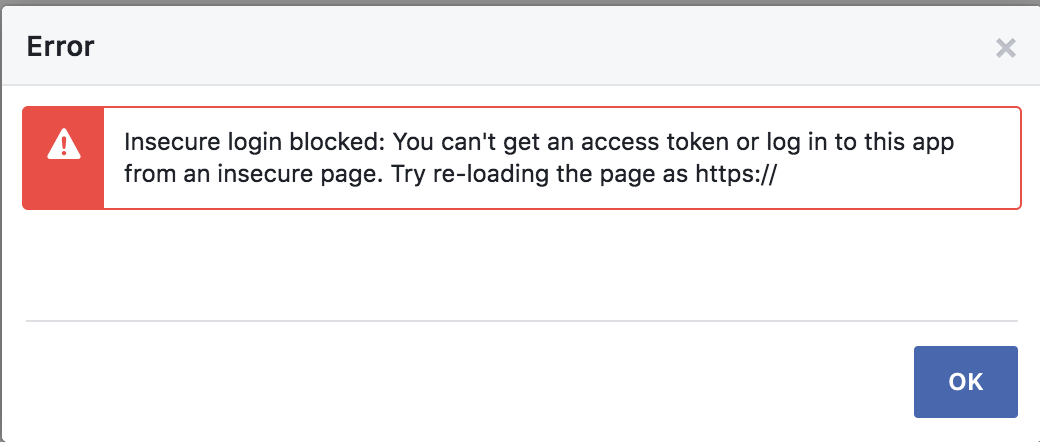 Error
Insecure login blocked: You can't get an access token or log in to this app
from an insecure page. Try re-loading the page as https://
OK